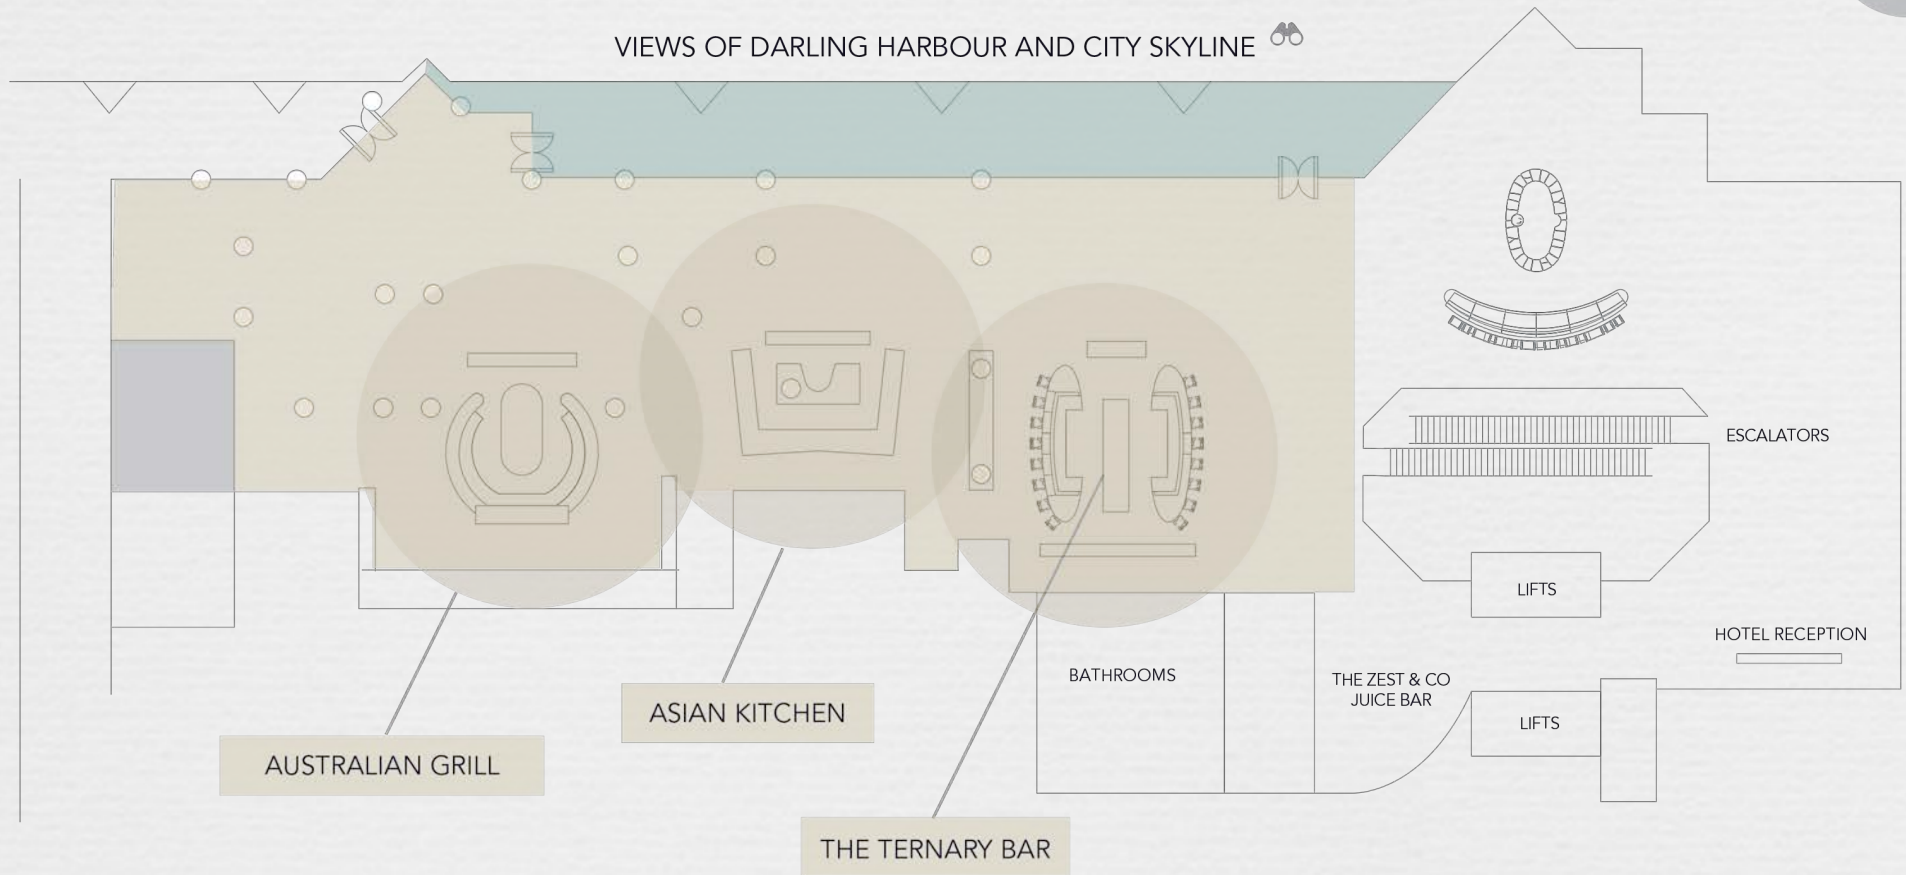 VIEWS OF DARLING HARBOUR AND CITY SKYLINE
ESCALATORS
LIFTS
HOTEL RECEPTION
BATHROOMS
THE ZEST & CO
JUICE BAR
LIFTS
ASIAN KITCHEN
AUSTRALIAN GRILL
THE TERNARY BAR